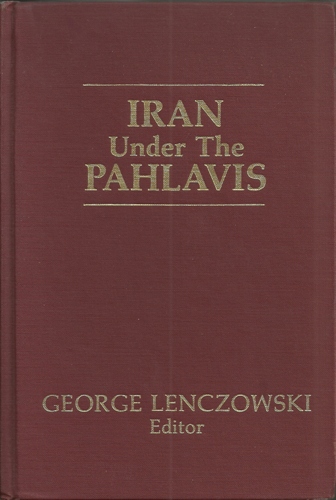 IRAN
Under The
PAHLAVIS
GEORGE LENCZOWSKI
Editor